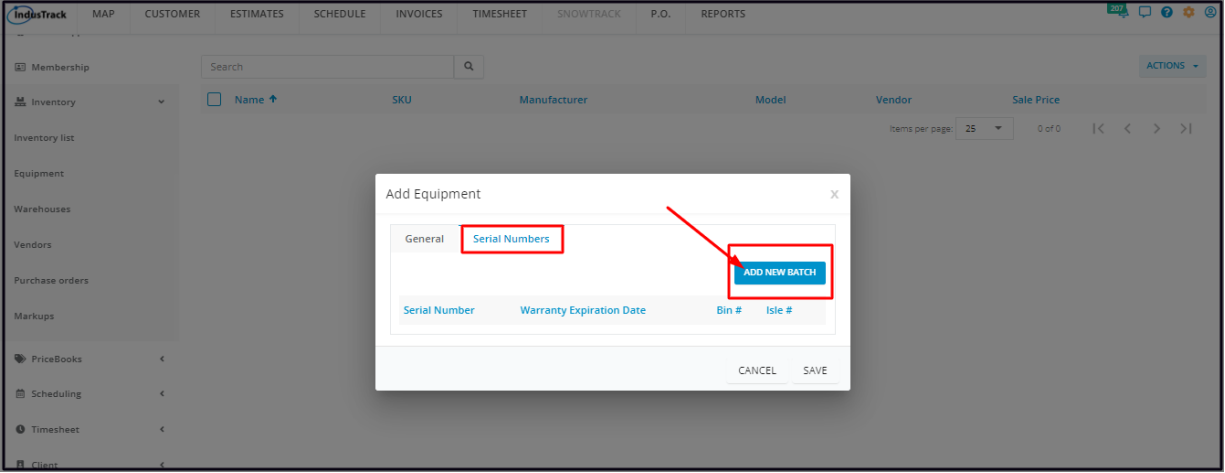 indusTrack MAP CUSTOMER ESTIMATES SCHEDULE INVOICES TIMESHEET SNOWTRACK P.O. REPORTS 207
Membership
Search ACTIONS
Inventory
Name SKU Manufacturer Model Vendor Sale Price
Items per page: 25 0 of 0
Inventory list
Equipment
Warehouses
Vendors
Purchase orders
Markups
PriceBooks
Scheduling
Timesheet
Client
Add Equipment x
General Serial Numbers
ADD NEW BATCH
Serial Number Warranty Expiration Date Bin # Isle #
CANCEL SAVE